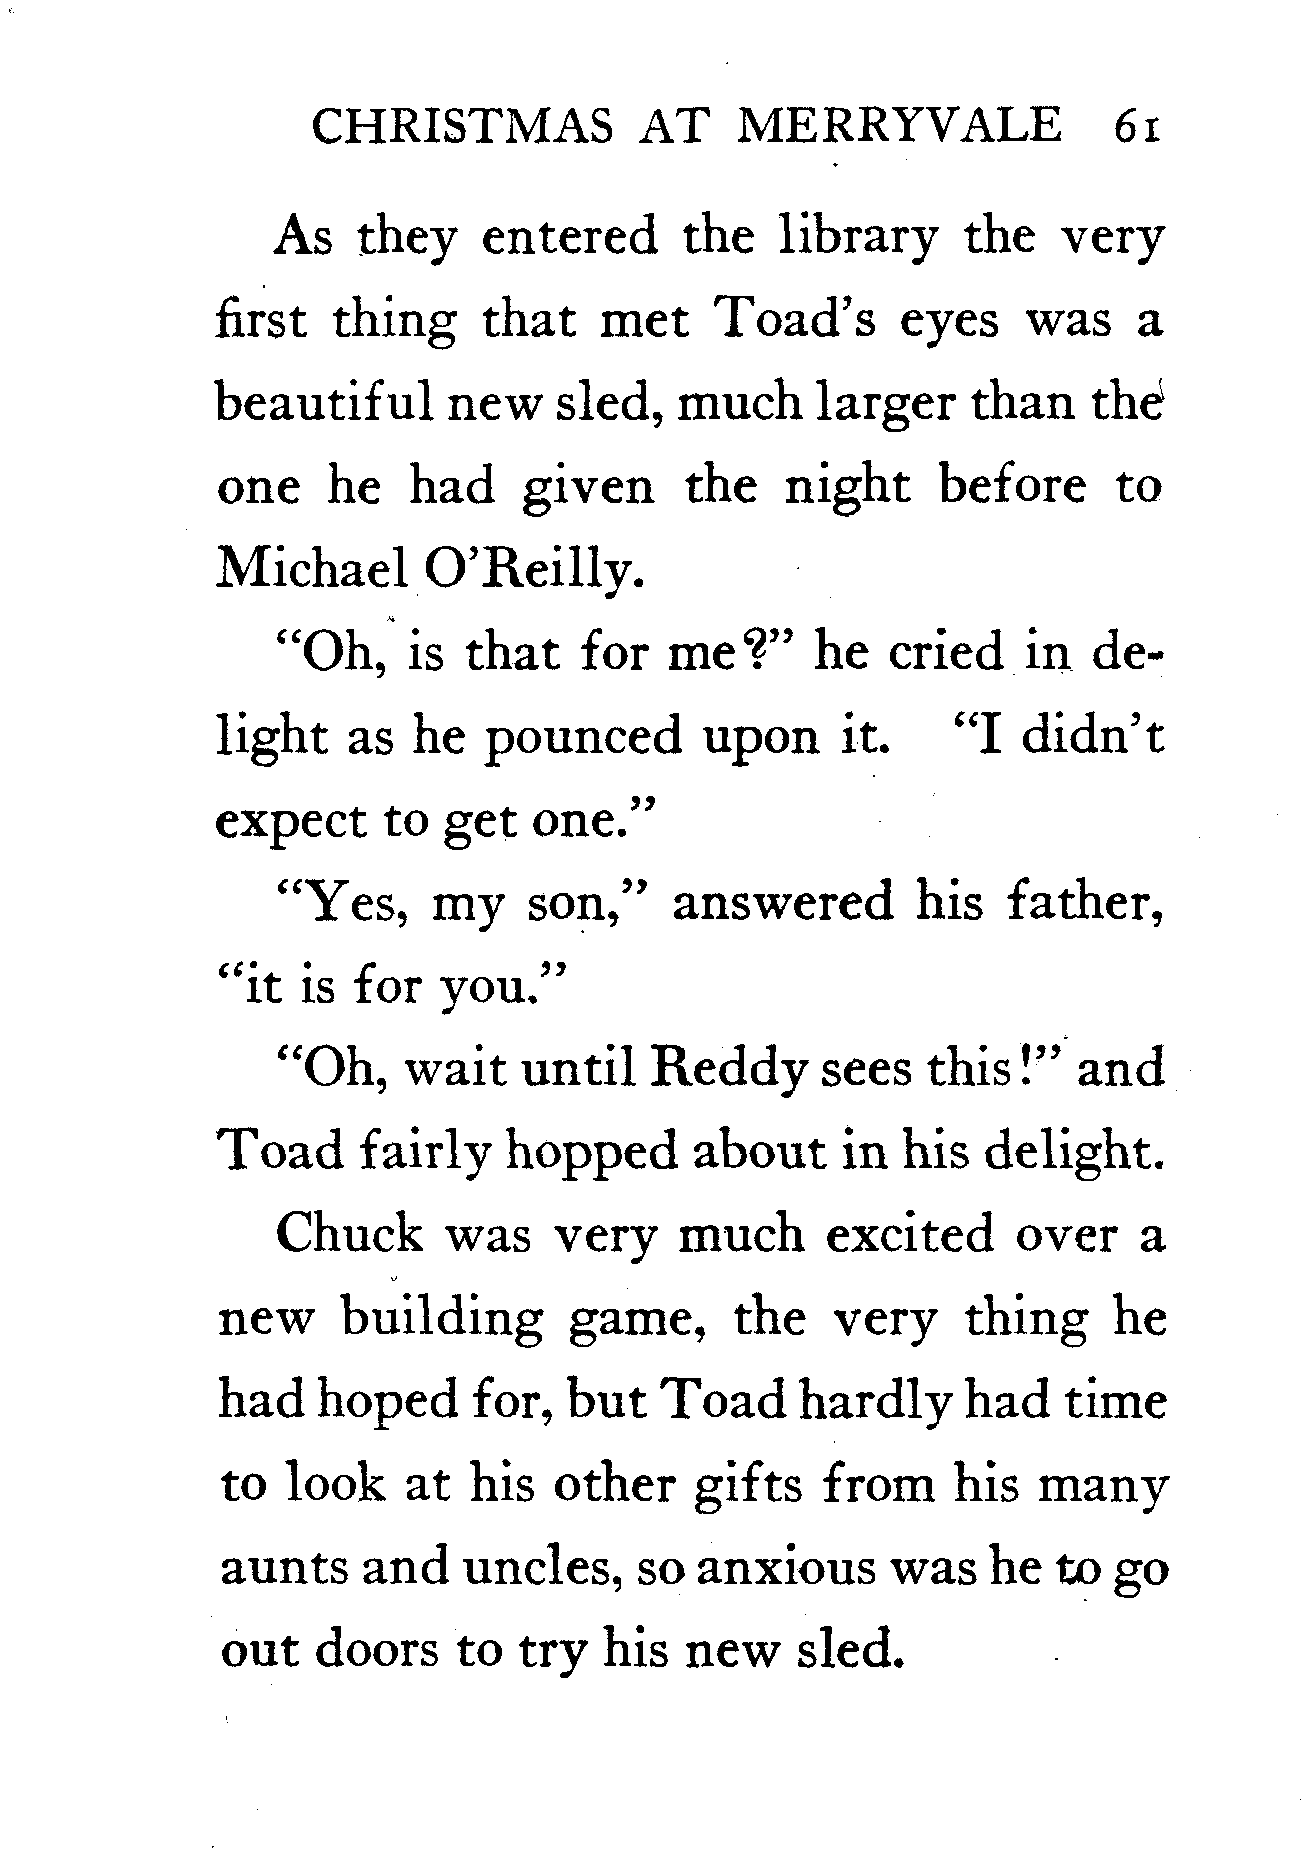 CHRISTMAS AT MERRYVALE 61
As they entered the library the very
first thing that met Toad's eyes was a
beautiful new sled, much larger than the
one he had given the night before to
Michael O'Reilly.
"Oh, is that for me?" he cried in de-
light as he pounced upon it. "I didn't
expect to get one."
"Yes, my son," answered his father,
"it is for you."
"Oh, wait until Reddy sees this!" and
Toad fairly hopped about in his delight.
Chuck was very much excited over a
new building game, the very thing he
had hoped for, but Toad hardly had time
to look at his other gifts from his many
aunts and uncles, so anxious was he to go
out doors to try his new sled.